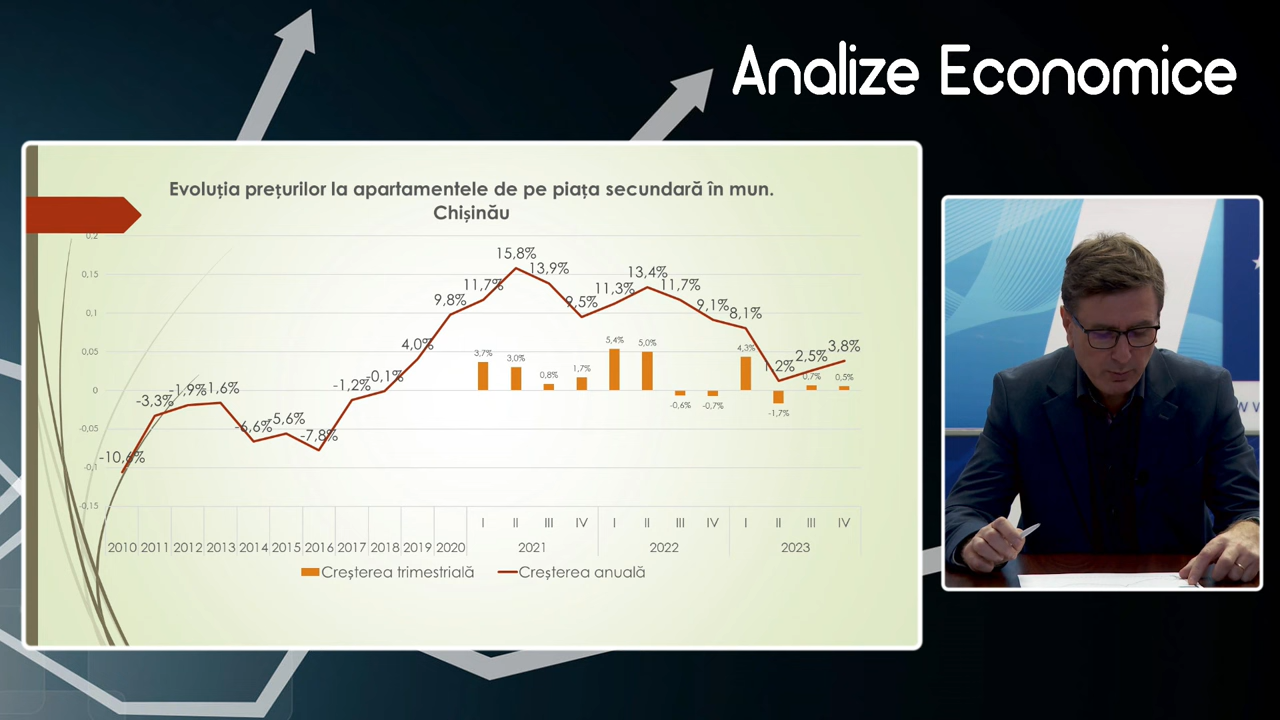 Analize Economice
Evoluția prețurilor la apartamentele de pe piața secundară în mun.
Chișinău
0,2
0,15
0,1
0,05
0
-0,05
-0,1
-0,15
-10,6% -3,3% -1,9% -1,6% -6,6% -5,6% -7,8% -1,2% -0,1% 4,0% 9,8% 11,7% 15,8% 13,9% 9,5% 11,3% 13,4% 11,7% 9,1% 8,1% 1,2% 2,5% 3,8%
3,7% 3,0% 0,8% 1,7% 5,4% 5,0% -0,6% -0,7% 4,3% -1,7% 0,7% 0,5%
I II III IV I II III IV I II III IV
2010 2011 2012 2013 2014 2015 2016 2017 2018 2019 2020 2021 2022 2023
Creșterea trimestrială Creșterea anuală